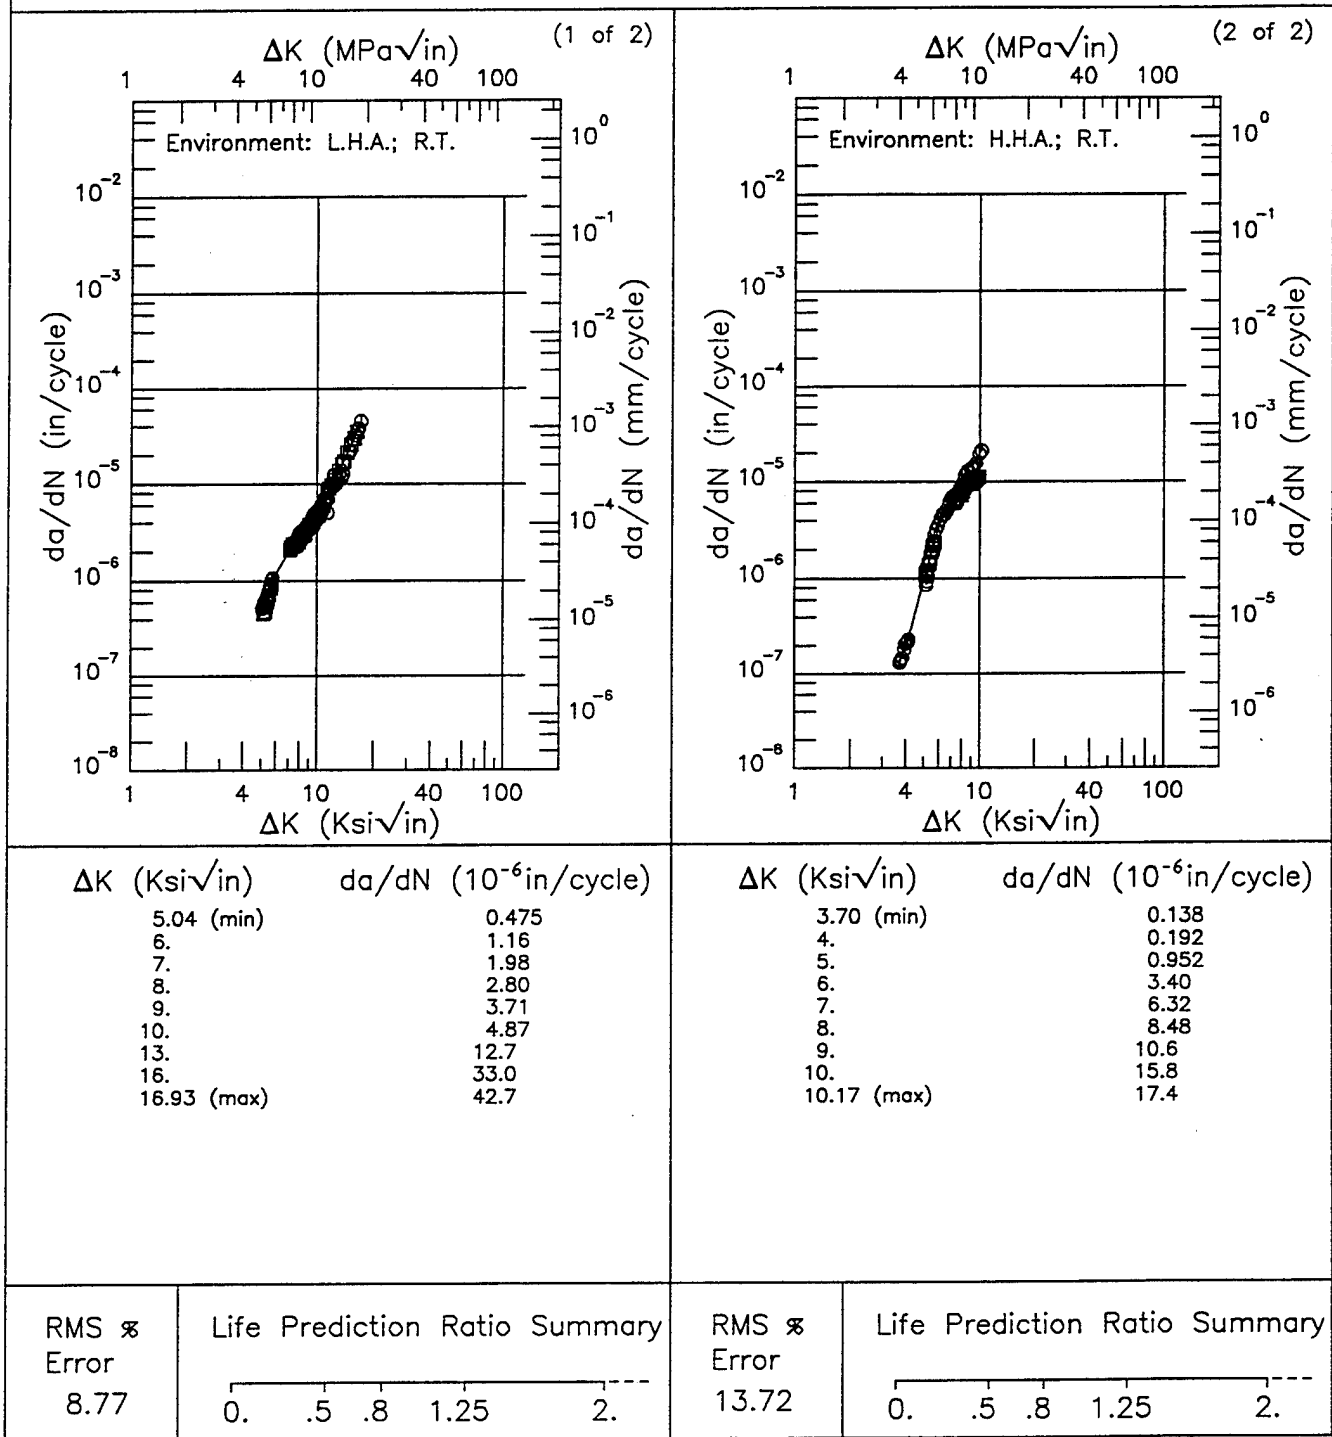 (1 of 2)
ΔK (MPa√in)
1 4 10 40 100
Environment: L.H.A.; R.T.
10⁰
10⁻¹
10⁻²
10⁻³
10⁻⁴
10⁻⁵
10⁻⁶
da/dN (mm/cycle)
10⁻²
10⁻³
10⁻⁴
10⁻⁵
10⁻⁶
10⁻⁷
10⁻⁸
da/dN (in/cycle)
1 4 10 40 100
ΔK (Ksi√in)
ΔK (Ksi√in) da/dN (10⁻⁶in/cycle)
5.04 (min) 0.475
6. 1.16
7. 1.98
8. 2.80
9. 3.71
10. 4.87
13. 12.7
16. 33.0
16.93 (max) 42.7
RMS %
Error
8.77
Life Prediction Ratio Summary
0. .5 .8 1.25 2.
(2 of 2)
ΔK (MPa√in)
1 4 10 40 100
Environment: H.H.A.; R.T.
10⁰
10⁻¹
10⁻²
10⁻³
10⁻⁴
10⁻⁵
10⁻⁶
da/dN (mm/cycle)
10⁻²
10⁻³
10⁻⁴
10⁻⁵
10⁻⁶
10⁻⁷
10⁻⁸
da/dN (in/cycle)
1 4 10 40 100
ΔK (Ksi√in)
ΔK (Ksi√in) da/dN (10⁻⁶in/cycle)
3.70 (min) 0.138
4. 0.192
5. 0.952
6. 3.40
7. 6.32
8. 8.48
9. 10.6
10. 15.8
10.17 (max) 17.4
RMS %
Error
13.72
Life Prediction Ratio Summary
0. .5 .8 1.25 2.